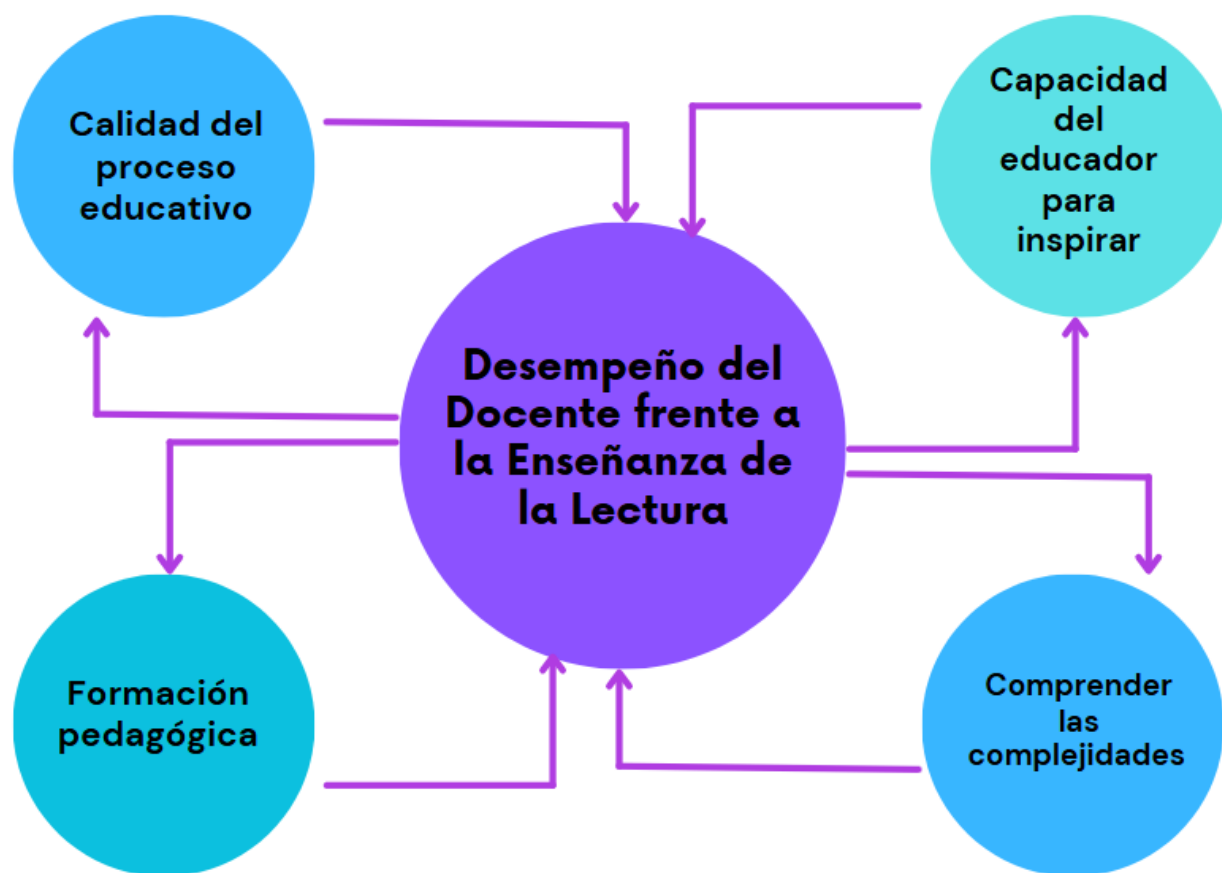 Calidad del
proceso
educativo
Capacidad
del
educador
para
inspirar
Desempeño del
Docente frente a
la Enseñanza de
la Lectura
Formación
pedagógica
Comprender
las
complejidades